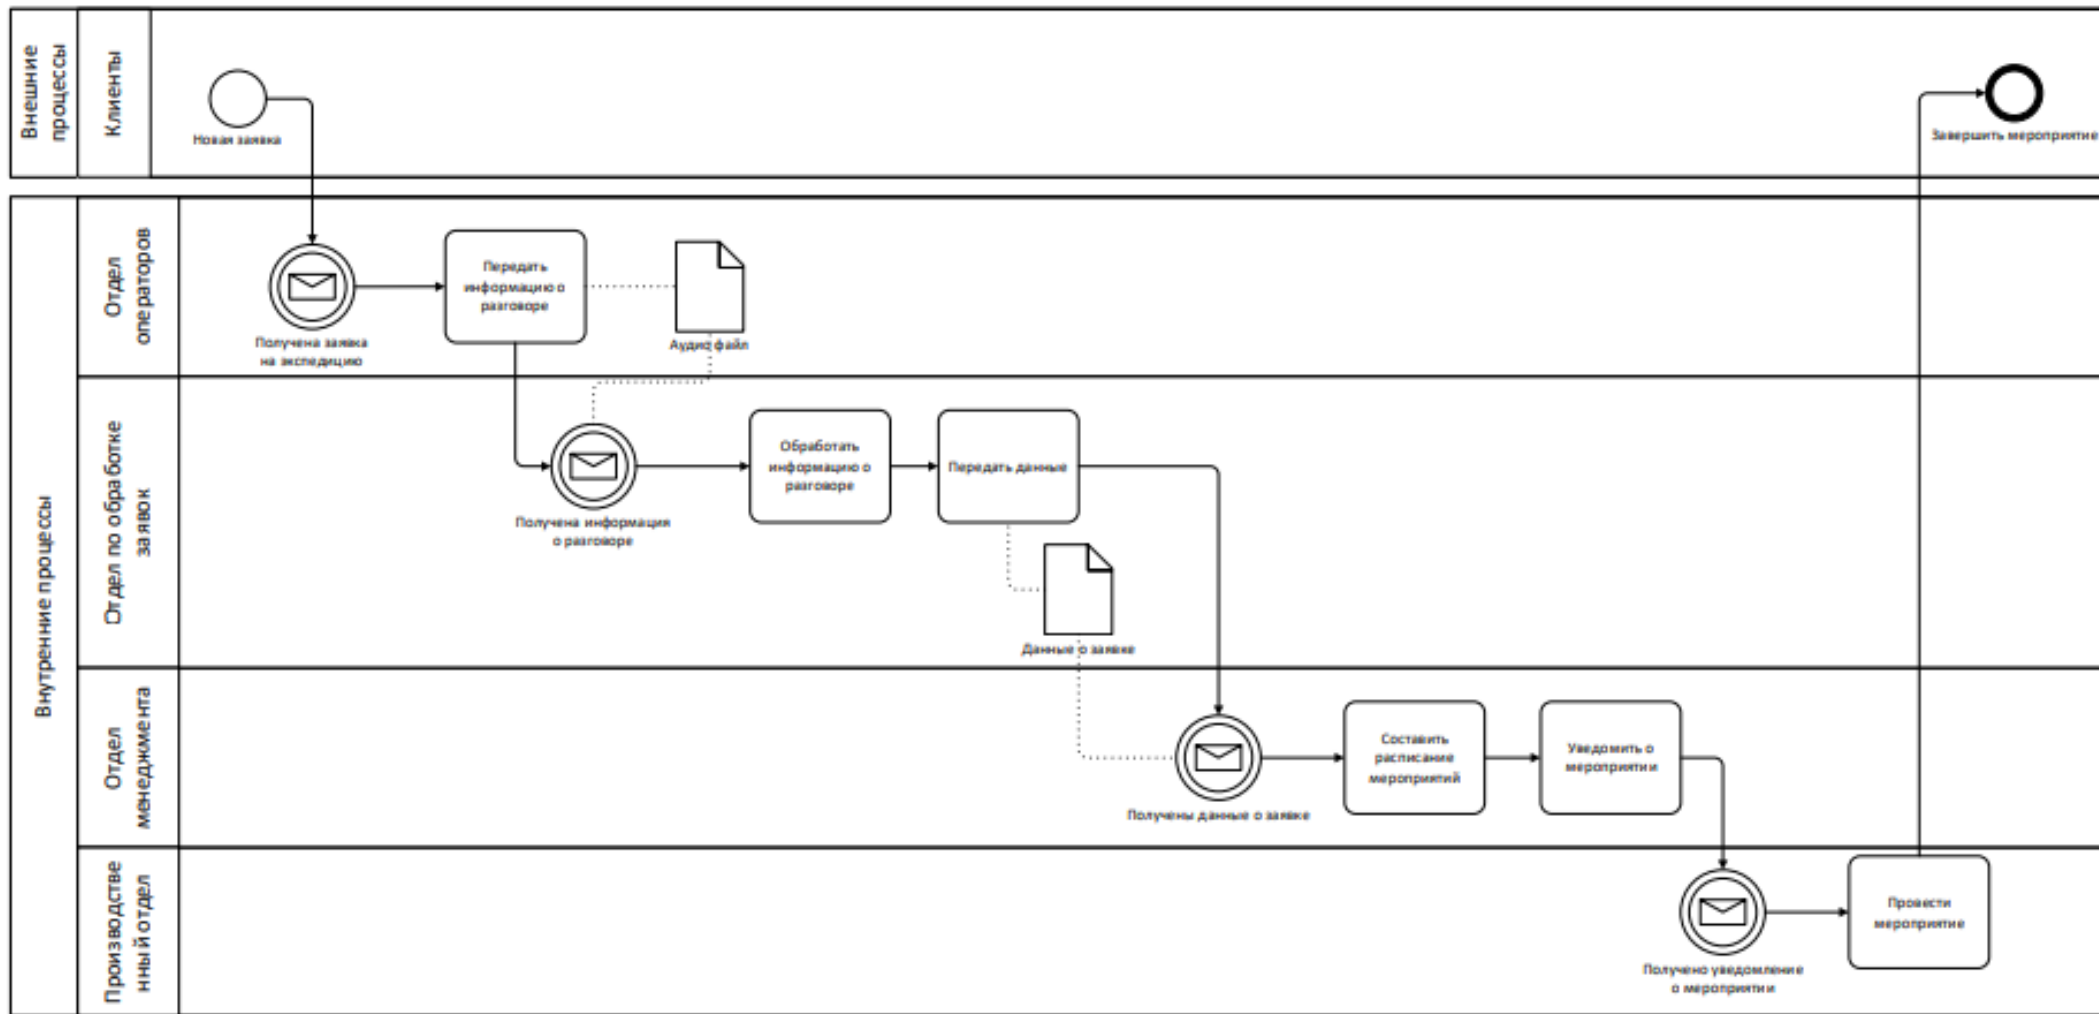 Внешние
процессы
Клиенты
Новая заявка
Завершить мероприятие
Внутренние процессы
Отдел
операторов
Получена заявка
на экспедицию
Передать
информацию о
разговоре
Аудио файл
Отдел по обработке
заявок
Получена информация
о разговоре
Обработать
информацию о
разговоре
Передать данные
Данные о заявке
Отдел
менеджмента
Получены данные о заявке
Составить
расписание
мероприятий
Уведомить о
мероприятии
Производстве
нный отдел
Получено уведомление
о мероприятии
Провести
мероприятие